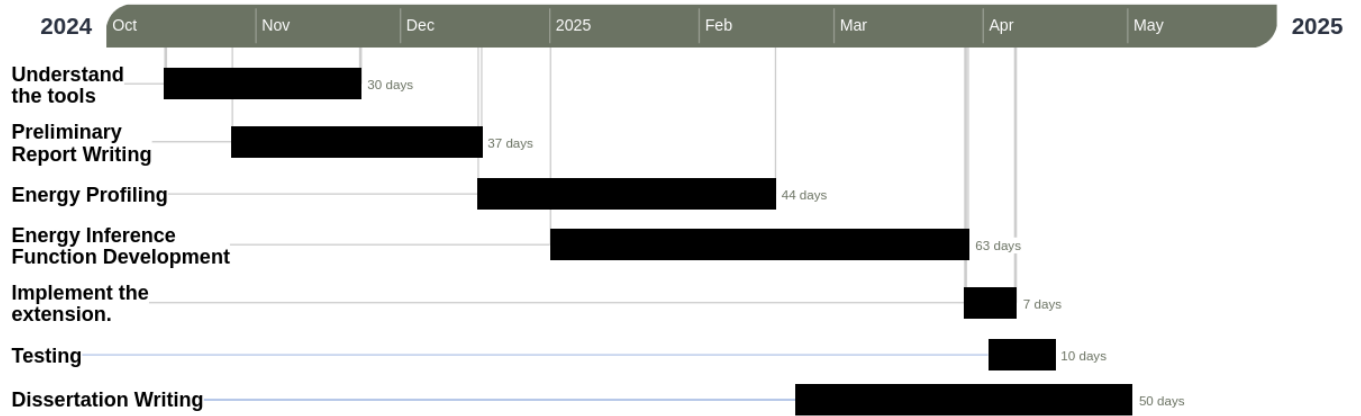 2024 Oct Nov Dec 2025 Feb Mar Apr May 2025
Understand
the tools
30 days
Preliminary
Report Writing
37 days
Energy Profiling 44 days
Energy Inference
Function Development
63 days
Implement the
extension.
7 days
Testing 10 days
Dissertation Writing 50 days